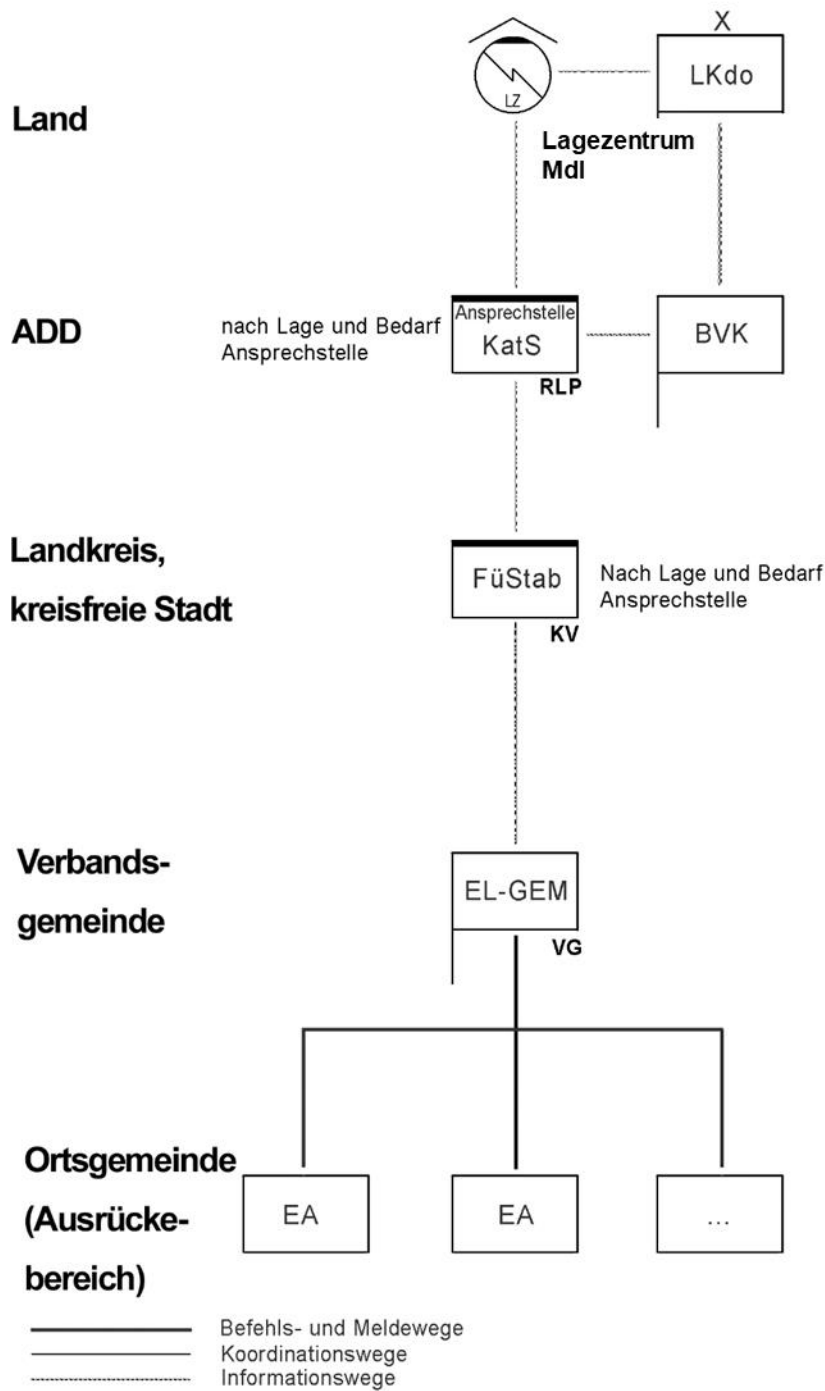 X
LKdo
LZ
Land
Lagezentrum
MdI
ADD
nach Lage und Bedarf
Ansprechstelle
Ansprechstelle
KatS
RLP
BVK
Landkreis,
kreisfreie Stadt
FüStab
KV
Nach Lage und Bedarf
Ansprechstelle
Verbands-
gemeinde
EL-GEM
VG
Ortsgemeinde
(Ausrücke-
bereich)
EA
EA
...
Befehls- und Meldewege
Koordinationswege
Informationswege